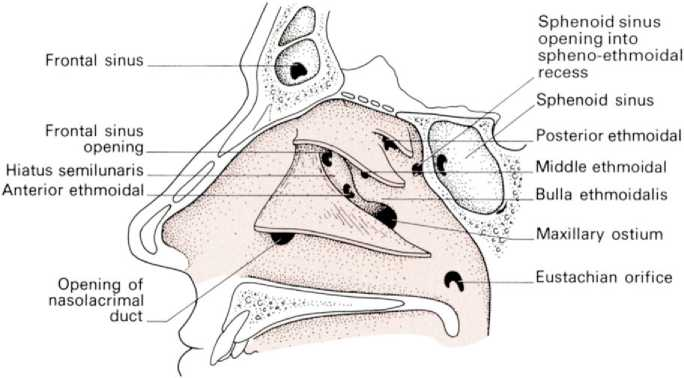 Frontal sinus
Frontal sinus
opening
Hiatus semilunaris
Anterior ethmoidal
Opening of
nasolacrimal
duct
Sphenoid sinus
opening into
spheno-ethmoidal
recess
Sphenoid sinus
Posterior ethmoidal
Middle ethmoidal
Bulla ethmoidalis
Maxillary ostium
Eustachian orifice